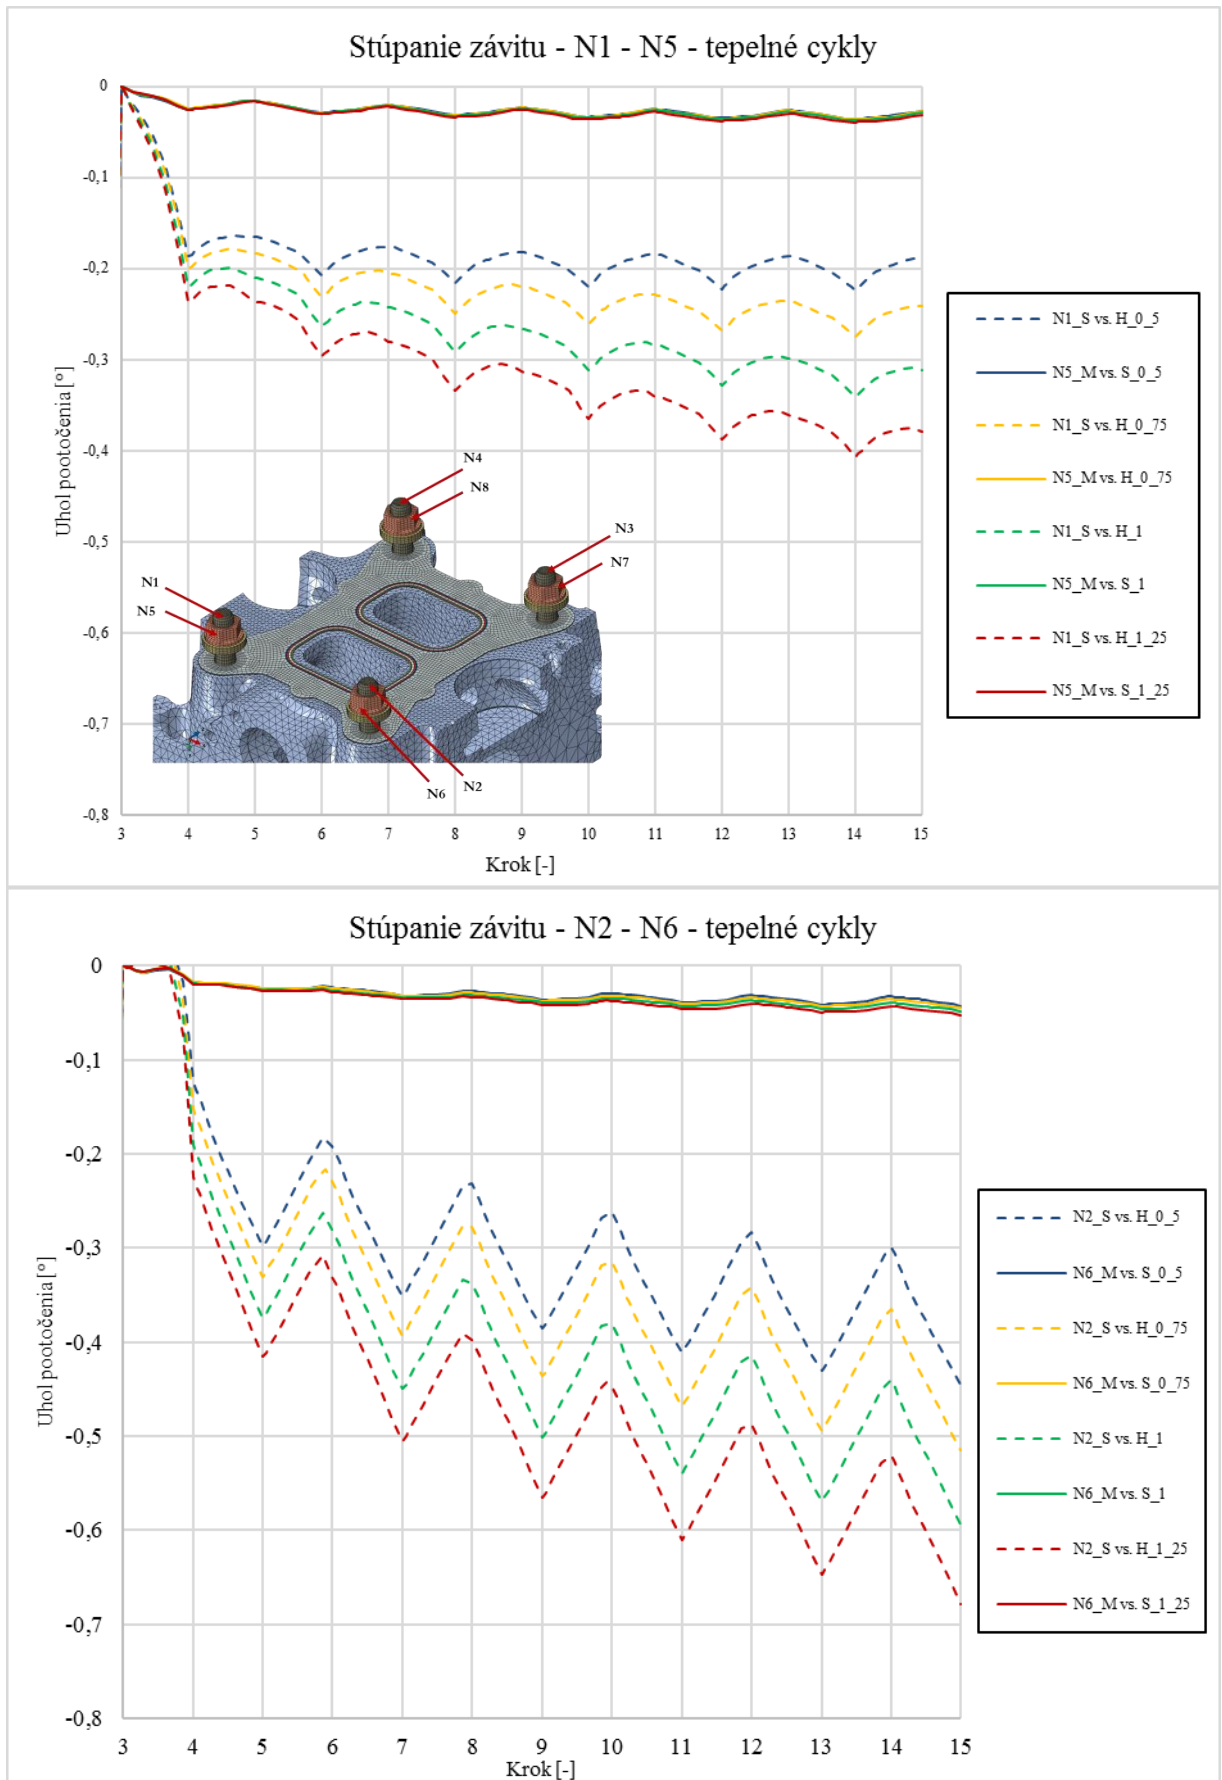 Stúpanie závitu - N1 - N5 - tepelné cykly
0
-0,1
-0,2
-0,3
-0,4
-0,5
-0,6
-0,7
-0,8
Uhol pootočenia [°]
3 4 5 6 7 8 9 10 11 12 13 14 15
Krok [-]
N4
N8
N3
N7
N1
N5
N2
N6
N1_S vs. H_0_5
N5_M vs. S_0_5
N1_S vs. H_0_75
N5_M vs. H_0_75
N1_S vs. H_1
N5_M vs. S_1
N1_S vs. H_1_25
N5_M vs. S_1_25
Stúpanie závitu - N2 - N6 - tepelné cykly
0
-0,1
-0,2
-0,3
-0,4
-0,5
-0,6
-0,7
-0,8
Uhol pootočenia [°]
3 4 5 6 7 8 9 10 11 12 13 14 15
Krok [-]
N2_S vs. H_0_5
N6_M vs. S_0_5
N2_S vs. H_0_75
N6_M vs. S_0_75
N2_S vs. H_1
N6_M vs. S_1
N2_S vs. H_1_25
N6_M vs. S_1_25